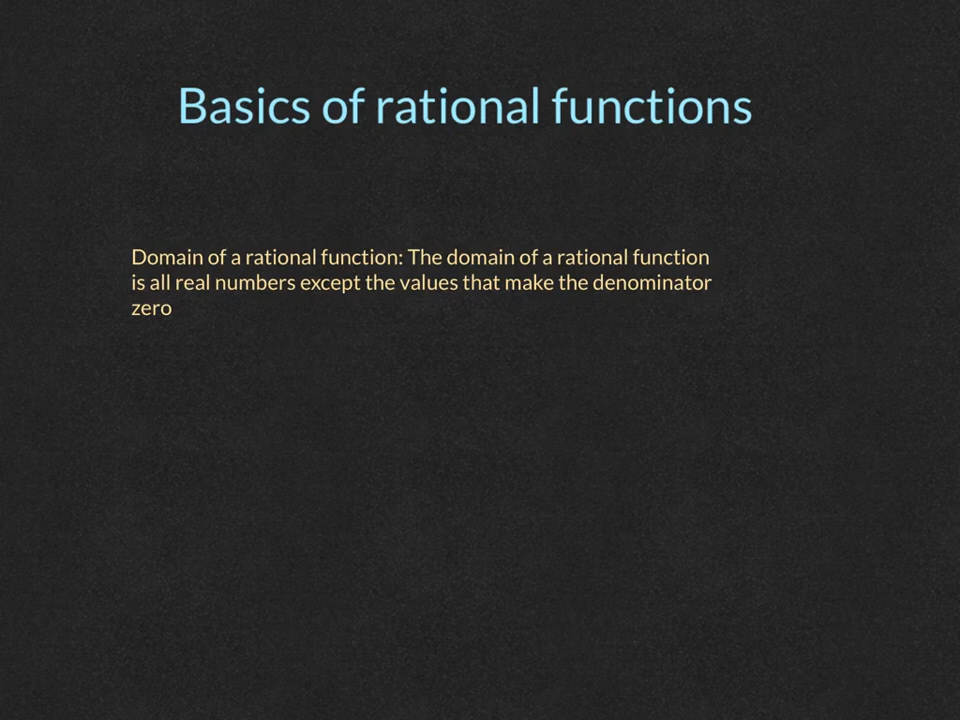 Basics of rational functions
Domain of a rational function: The domain of a rational function
is all real numbers except the values that make the denominator
zero